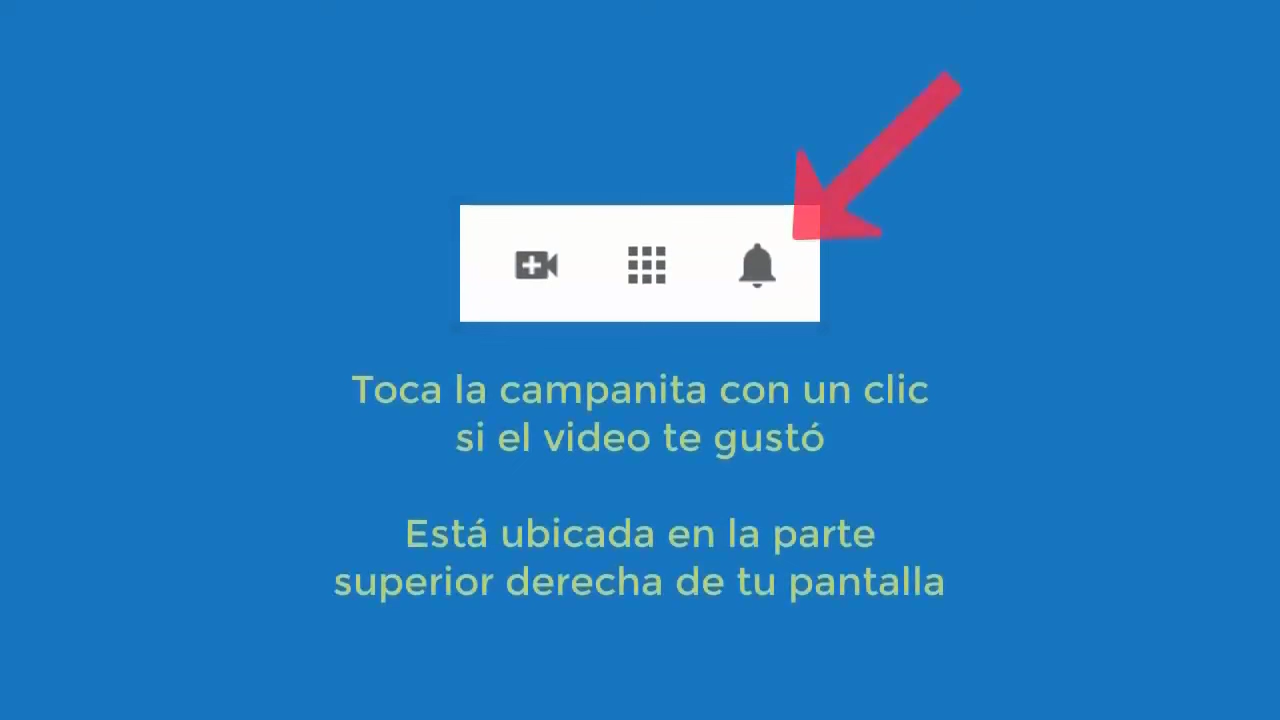 Toca la campanita con un clic
si el video te gustó
Está ubicada en la parte
superior derecha de tu pantalla